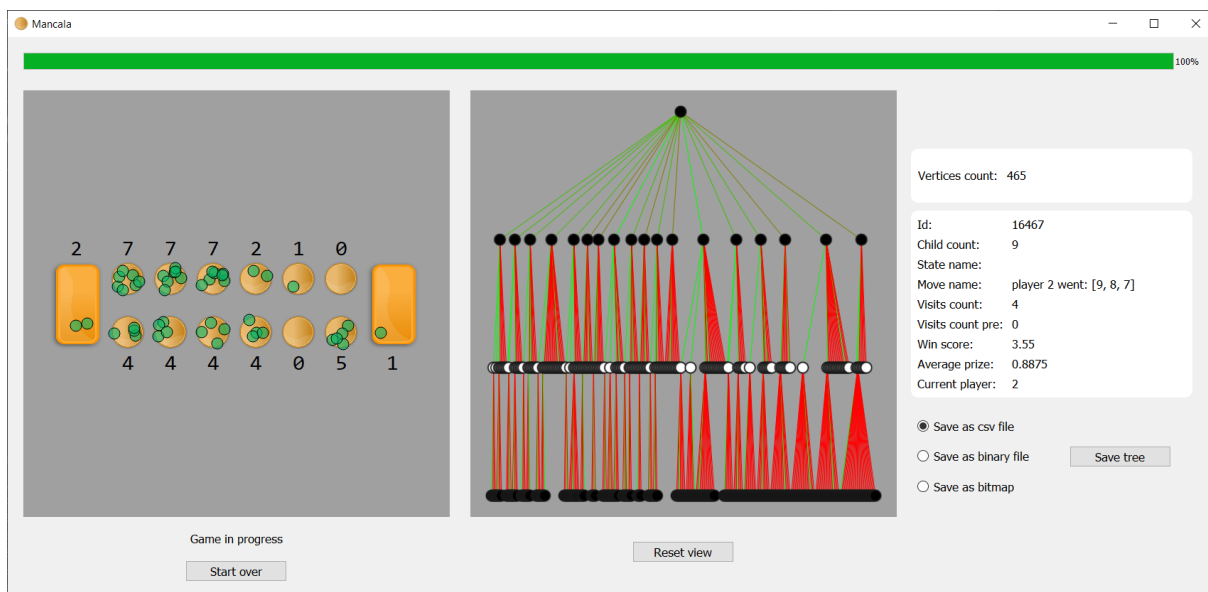 Mancala
100%
2 7 7 7 2 1 0
4 4 4 4 0 5 1
Game in progress
Start over
Reset view
Vertices count: 465
Id: 16467
Child count: 9
State name:
Move name: player 2 went: [9, 8, 7]
Visits count: 4
Visits count pre: 0
Win score: 3.55
Average prize: 0.8875
Current player: 2
Save as csv file
Save as binary file
Save tree
Save as bitmap